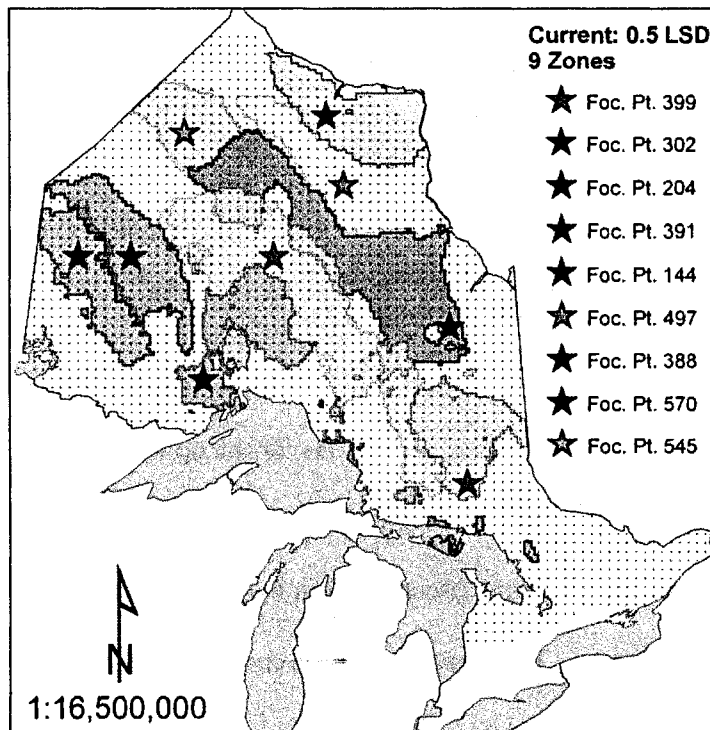 Current: 0.5 LSD
9 Zones
Foc. Pt. 399
Foc. Pt. 302
Foc. Pt. 204
Foc. Pt. 391
Foc. Pt. 144
Foc. Pt. 497
Foc. Pt. 388
Foc. Pt. 570
Foc. Pt. 545
N
1:16,500,000